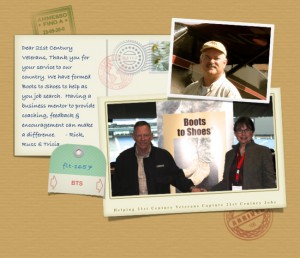 Dear 21st Century
Veterans, Thank you for
your service to our
country. We have formed
Boots to Shoes to help as
you job search. Having a
business mentor to provide
coaching, feedback &
encouragement can make
a difference. - Rick,
Russ & Tricia
Boots
to Shoes
BTS
Helping 21st Century Veterans Capture 21st Century Jobs